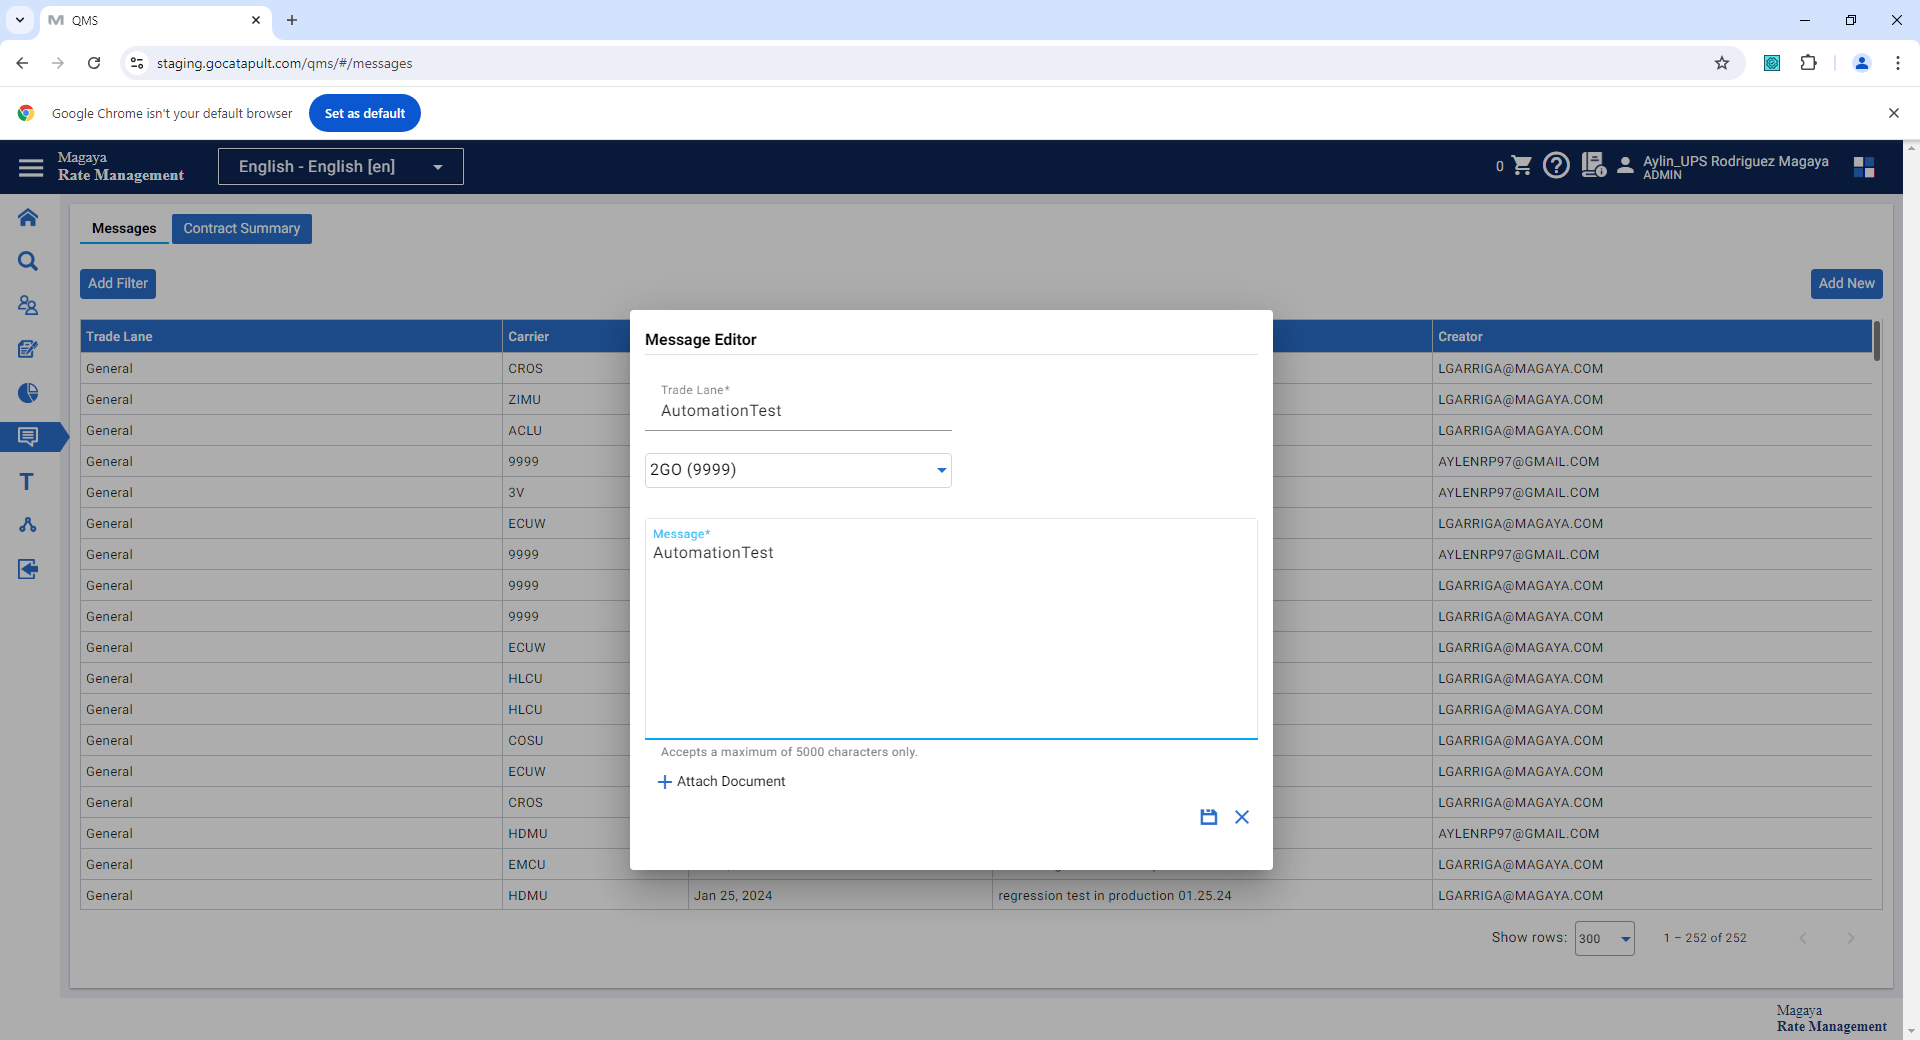 QMS
staging.gocatapult.com/qms/#/messages
Google Chrome isn't your default browser
Set as default
Magaya
Rate Management
English - English [en]
0
Aylin_UPS Rodriguez Magaya
ADMIN
Messages
Contract Summary
Add Filter
Add New
Trade Lane
Carrier
Creator
General
CROS
LGARRIGA@MAGAYA.COM
General
ZIMU
LGARRIGA@MAGAYA.COM
General
ACLU
LGARRIGA@MAGAYA.COM
General
9999
AYLENRP97@GMAIL.COM
General
3V
AYLENRP97@GMAIL.COM
General
ECUW
LGARRIGA@MAGAYA.COM
General
9999
AYLENRP97@GMAIL.COM
General
9999
LGARRIGA@MAGAYA.COM
General
9999
LGARRIGA@MAGAYA.COM
General
ECUW
LGARRIGA@MAGAYA.COM
General
HLCU
LGARRIGA@MAGAYA.COM
General
HLCU
LGARRIGA@MAGAYA.COM
General
COSU
LGARRIGA@MAGAYA.COM
General
ECUW
LGARRIGA@MAGAYA.COM
General
CROS
LGARRIGA@MAGAYA.COM
General
HDMU
AYLENRP97@GMAIL.COM
General
EMCU
LGARRIGA@MAGAYA.COM
General
HDMU
Jan 25, 2024
regression test in production 01.25.24
LGARRIGA@MAGAYA.COM
Message Editor
Trade Lane*
AutomationTest
2GO (9999)
Message*
AutomationTest
Accepts a maximum of 5000 characters only.
Attach Document
Show rows:
300
1 – 252 of 252
Magaya
Rate Management